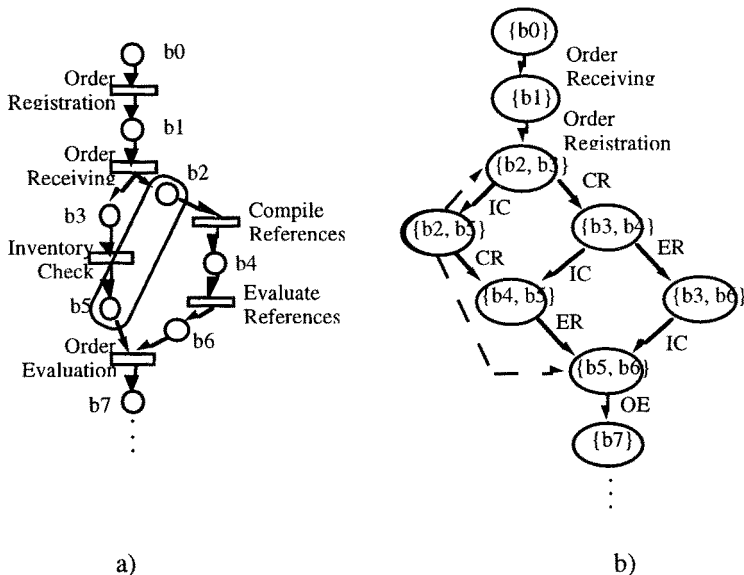 b0
Order
Registration
b1
Order
Receiving
b2
b3
Compile
References
Inventory
Check
b4
b5
Evaluate
References
b6
Order
Evaluation
b7
a)
{b0}
Order
Receiving
{b1}
Order
Registration
{b2, b3}
IC
CR
{b2, b5}
{b3, b4}
CR
IC
ER
{b4, b5}
{b3, b6}
ER
IC
{b5, b6}
OE
{b7}
b)